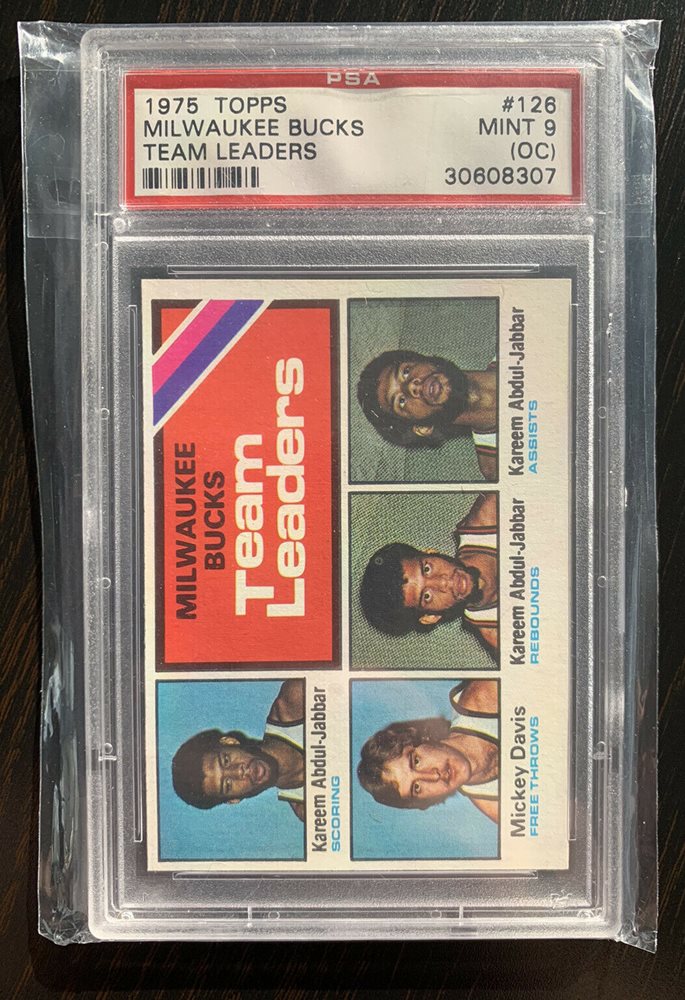 PSA
1975 TOPPS #126
MILWAUKEE BUCKS MINT 9
TEAM LEADERS (OC)
30608307
MILWAUKEE
BUCKS
Team
Leaders
Kareem Abdul-Jabbar
SCORING
Kareem Abdul-Jabbar
ASSISTS
Kareem Abdul-Jabbar
REBOUNDS
Mickey Davis
FREE THROWS